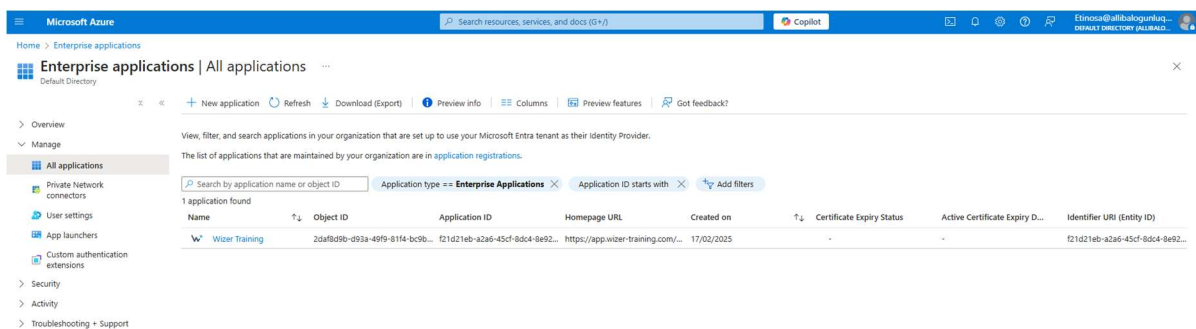 Microsoft Azure
Search resources, services, and docs (G+/)
Copilot
Etinosa@allibalogunluq...
DEFAULT DIRECTORY (ALLIBALO...
Home > Enterprise applications
Enterprise applications | All applications ...
Default Directory
New application Refresh Download (Export) Preview info Columns Preview features Got feedback?
Overview
Manage
All applications
Private Network connectors
User settings
App launchers
Custom authentication extensions
Security
Activity
Troubleshooting + Support
View, filter, and search applications in your organization that are set up to use your Microsoft Entra tenant as their Identity Provider.
The list of applications that are maintained by your organization are in application registrations.
Search by application name or object ID Application type == Enterprise Applications Application ID starts with Add filters
1 application found
Name Object ID Application ID Homepage URL Created on Certificate Expiry Status Active Certificate Expiry D... Identifier URI (Entity ID)
Wizer Training 2daf8d9b-d93a-49f9-81f4-bc9b... f21d21eb-a2a6-45cf-8dc4-8e92... https://app.wizer-training.com/... 17/02/2025 - - f21d21eb-a2a6-45cf-8dc4-8e92...